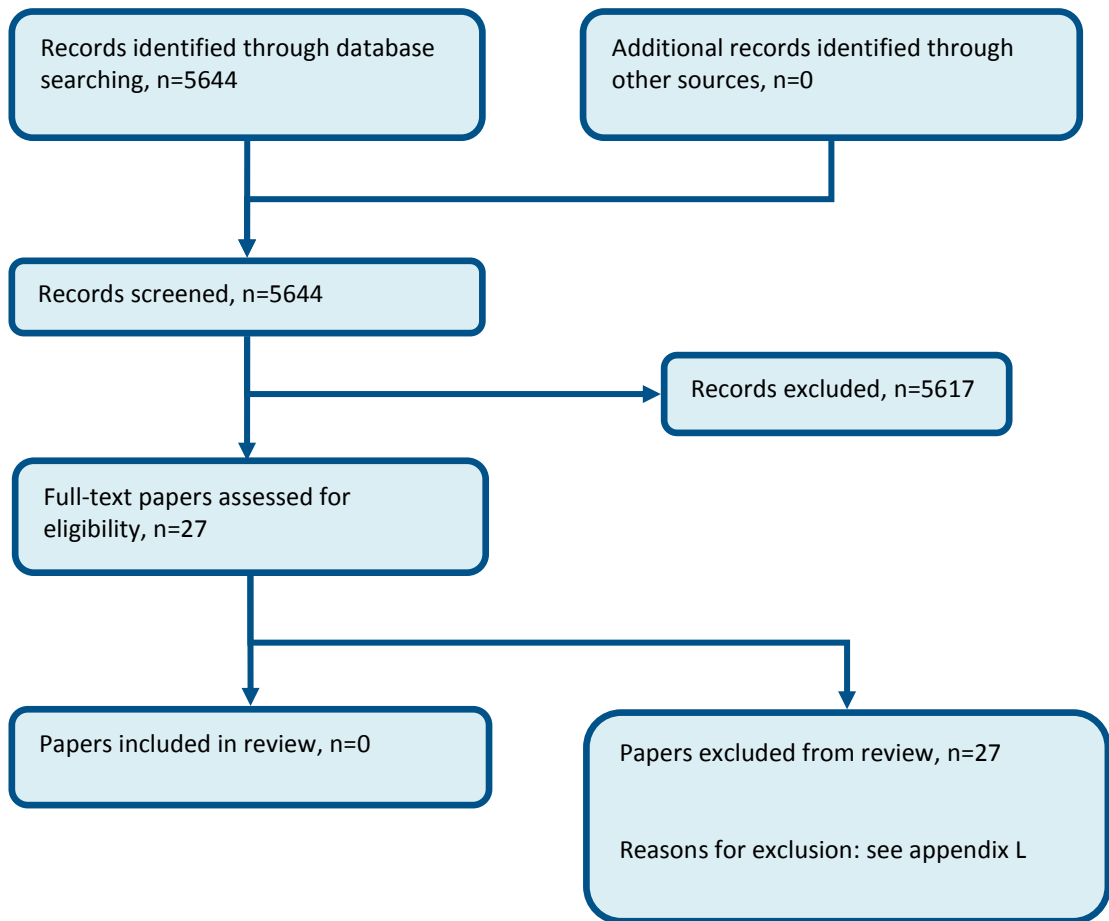 Records identified through database
searching, n=5644
Additional records identified through
other sources, n=0
Records screened, n=5644
Records excluded, n=5617
Full-text papers assessed for
eligibility, n=27
Papers included in review, n=0
Papers excluded from review, n=27
Reasons for exclusion: see appendix L